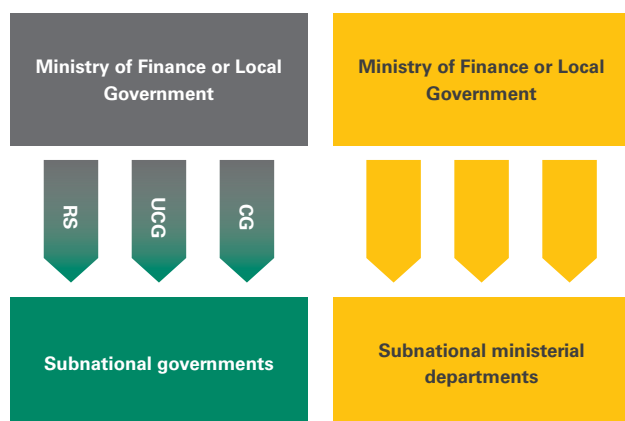 Ministry of Finance or Local
Government
Ministry of Finance or Local
Government
RS
UCG
CG
Subnational governments
Subnational ministerial
departments